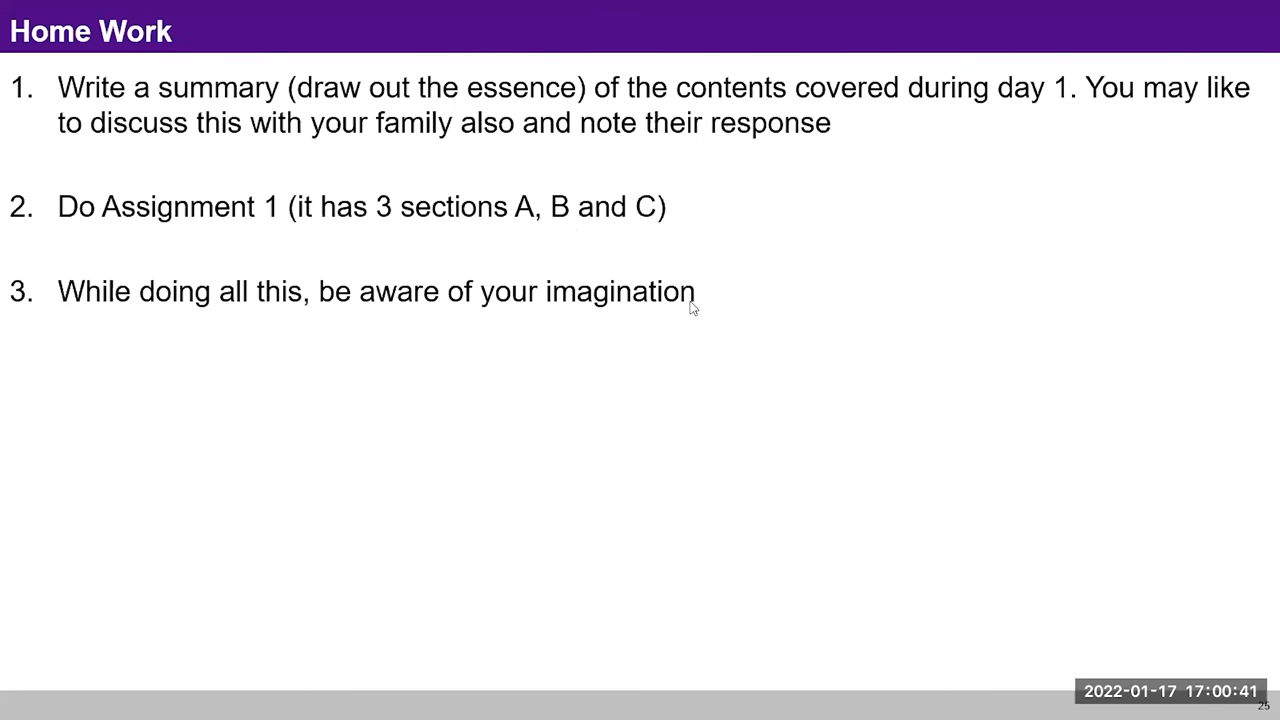 Home Work
1. Write a summary (draw out the essence) of the contents covered during day 1. You may like
to discuss this with your family also and note their response
2. Do Assignment 1 (it has 3 sections A, B and C)
3. While doing all this, be aware of your imagination
2022-01-17 17:00:41
25